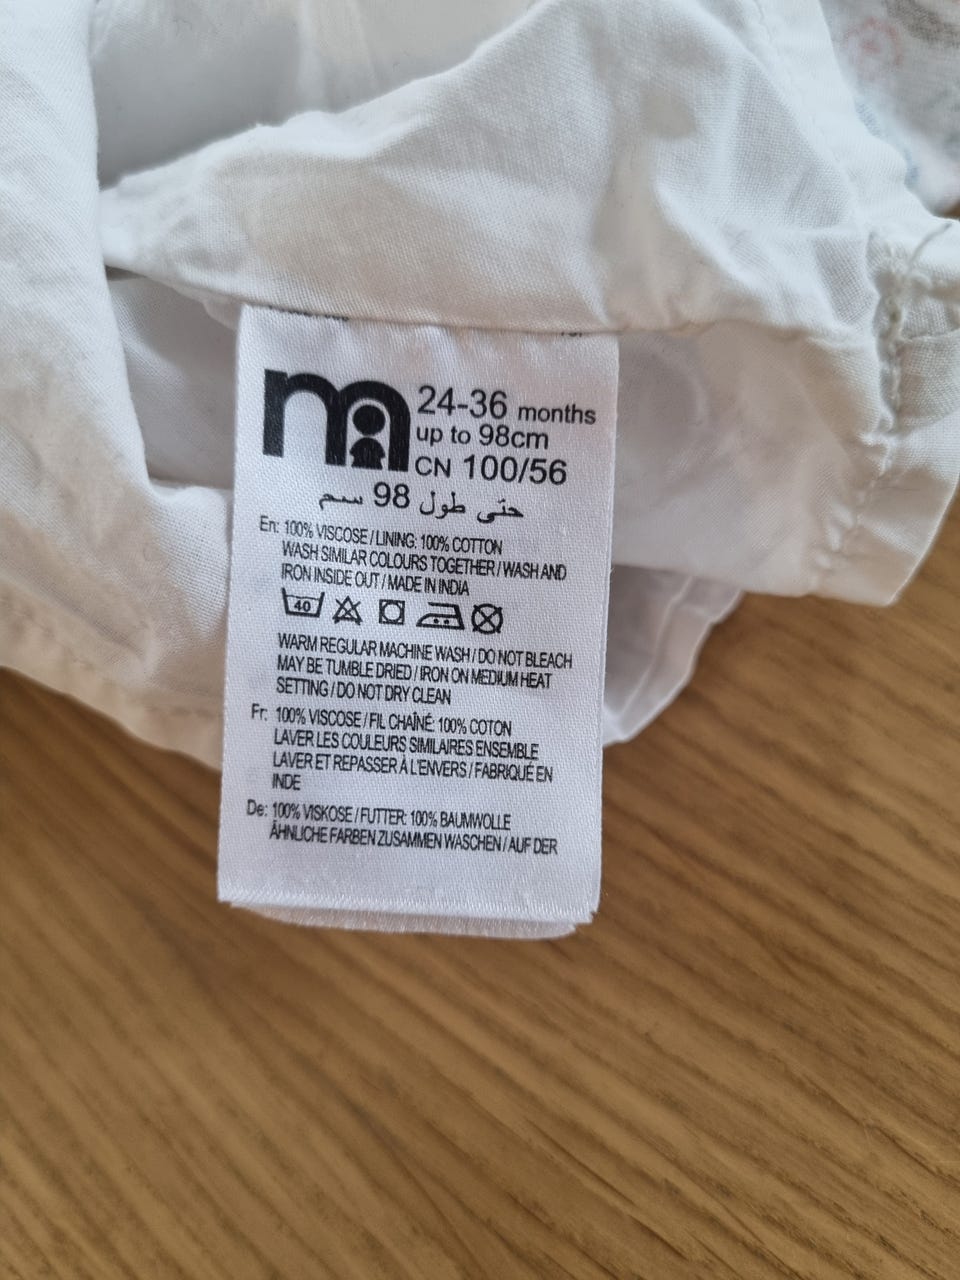 24-36 months
up to 98cm
CN 100/56
حتى طول 98 سم
En: 100% VISCOSE / LINING: 100% COTTON
WASH SIMILAR COLOURS TOGETHER / WASH AND
IRON INSIDE OUT / MADE IN INDIA
40
WARM REGULAR MACHINE WASH / DO NOT BLEACH
MAY BE TUMBLE DRIED / IRON ON MEDIUM HEAT
SETTING / DO NOT DRY CLEAN
Fr: 100% VISCOSE / FIL CHAÎNÉ: 100% COTON
LAVER LES COULEURS SIMILAIRES ENSEMBLE
LAVER ET REPASSER À L'ENVERS / FABRIQUÉ EN
INDE
De: 100% VISKOSE / FUTTER: 100% BAUMWOLLE
ÄHNLICHE FARBEN ZUSAMMEN WASCHEN / AUF DER